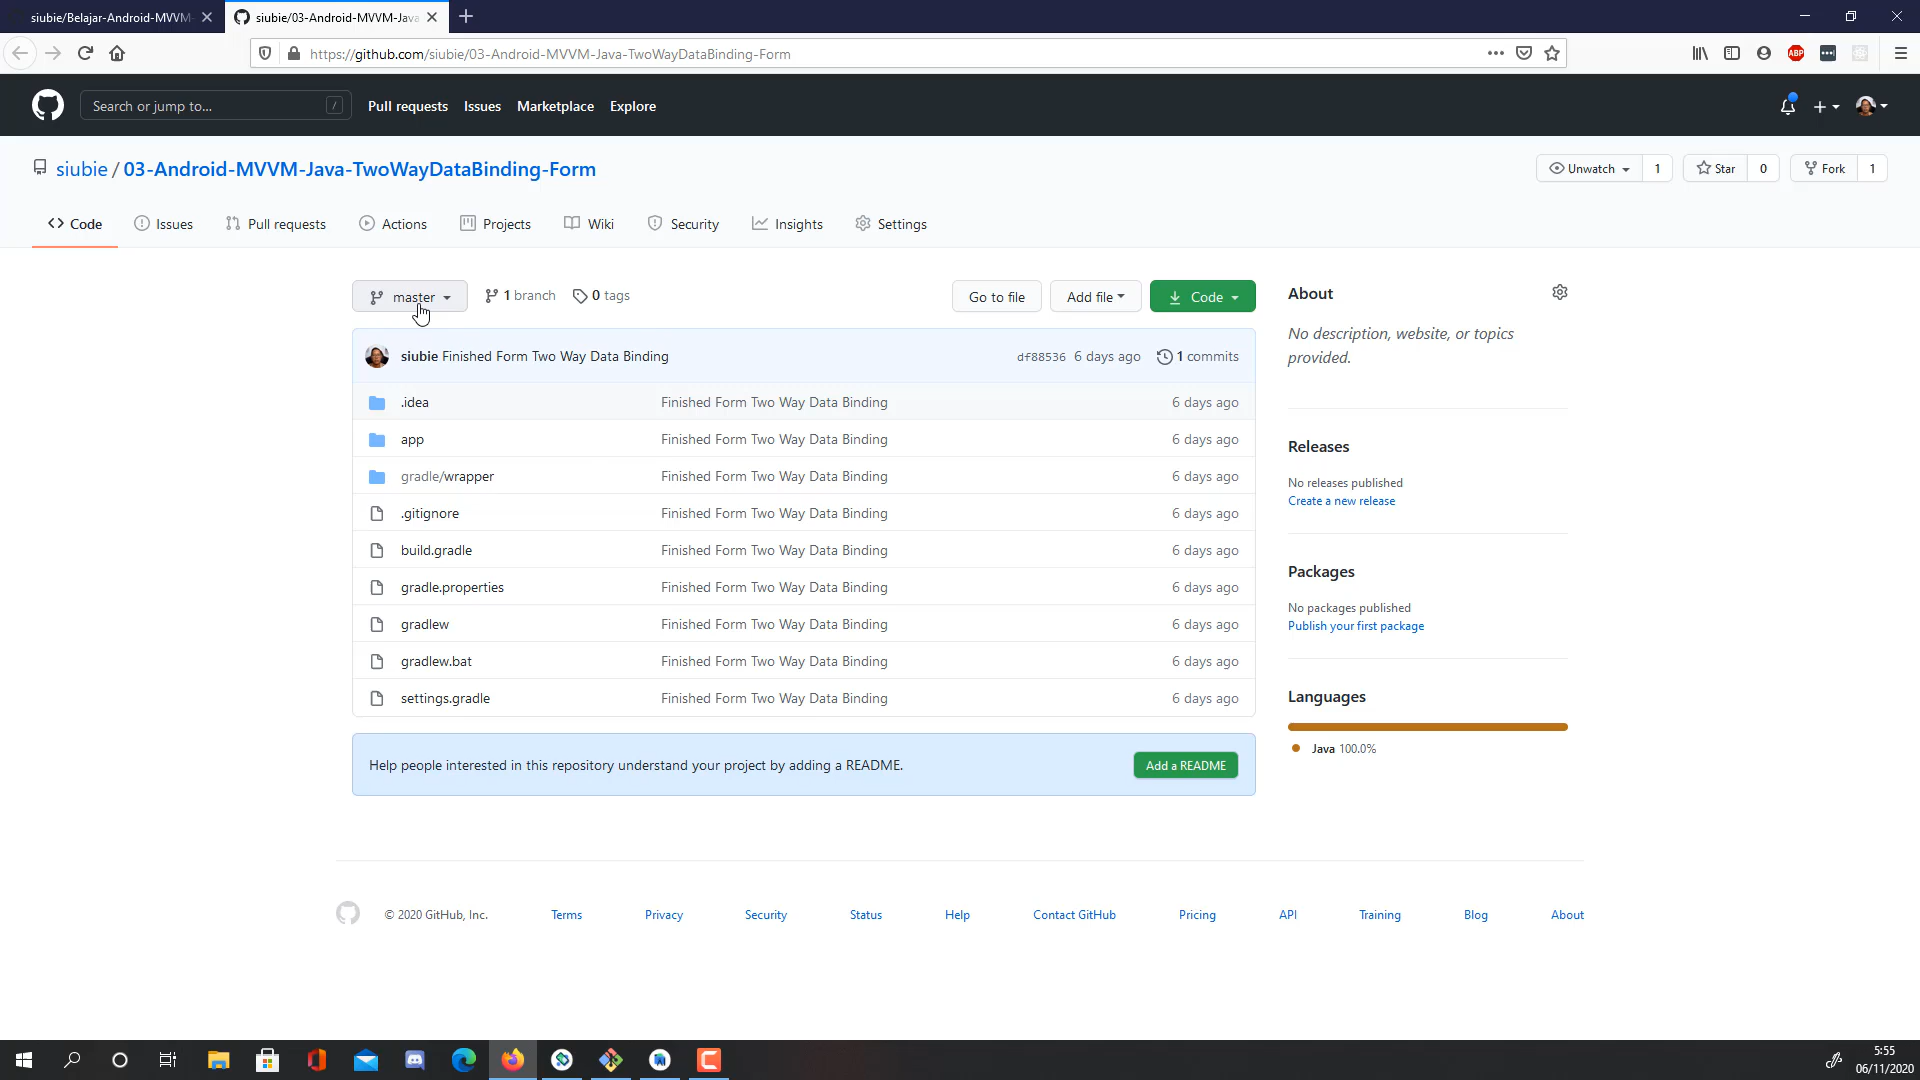 siubie/Belajar-Android-MVVM-
siubie/03-Android-MVVM-Java
https://github.com/siubie/03-Android-MVVM-Java-TwoWayDataBinding-Form
ABP
Search or jump to...
/
Pull requests
Issues
Marketplace
Explore
siubie / 03-Android-MVVM-Java-TwoWayDataBinding-Form
Unwatch 1
Star 0
Fork 1
Code
Issues
Pull requests
Actions
Projects
Wiki
Security
Insights
Settings
master
1 branch
0 tags
Go to file
Add file
Code
siubie Finished Form Two Way Data Binding
df88536 6 days ago
1 commits
.idea Finished Form Two Way Data Binding 6 days ago
app Finished Form Two Way Data Binding 6 days ago
gradle/wrapper Finished Form Two Way Data Binding 6 days ago
.gitignore Finished Form Two Way Data Binding 6 days ago
build.gradle Finished Form Two Way Data Binding 6 days ago
gradle.properties Finished Form Two Way Data Binding 6 days ago
gradlew Finished Form Two Way Data Binding 6 days ago
gradlew.bat Finished Form Two Way Data Binding 6 days ago
settings.gradle Finished Form Two Way Data Binding 6 days ago
Help people interested in this repository understand your project by adding a README.
Add a README
About
No description, website, or topics
provided.
Releases
No releases published
Create a new release
Packages
No packages published
Publish your first package
Languages
Java 100.0%
© 2020 GitHub, Inc.
Terms
Privacy
Security
Status
Help
Contact GitHub
Pricing
API
Training
Blog
About
5:55
06/11/2020